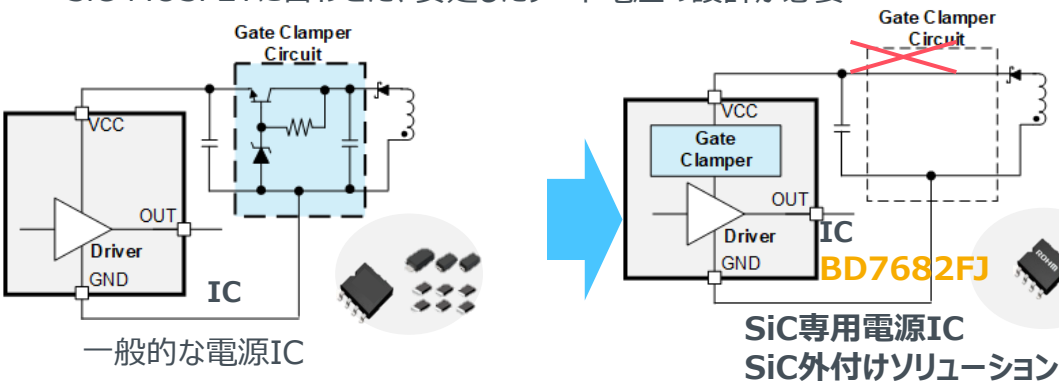 Gate Clamper
Circuit
VCC
OUT
Driver
GND
IC
一般的な電源IC
Gate Clamper
Circuit
VCC
Gate
Clamper
OUT
Driver
IC
GND
BD7682FJ
ROHM
SiC専用電源IC
SiC外付けソリューション